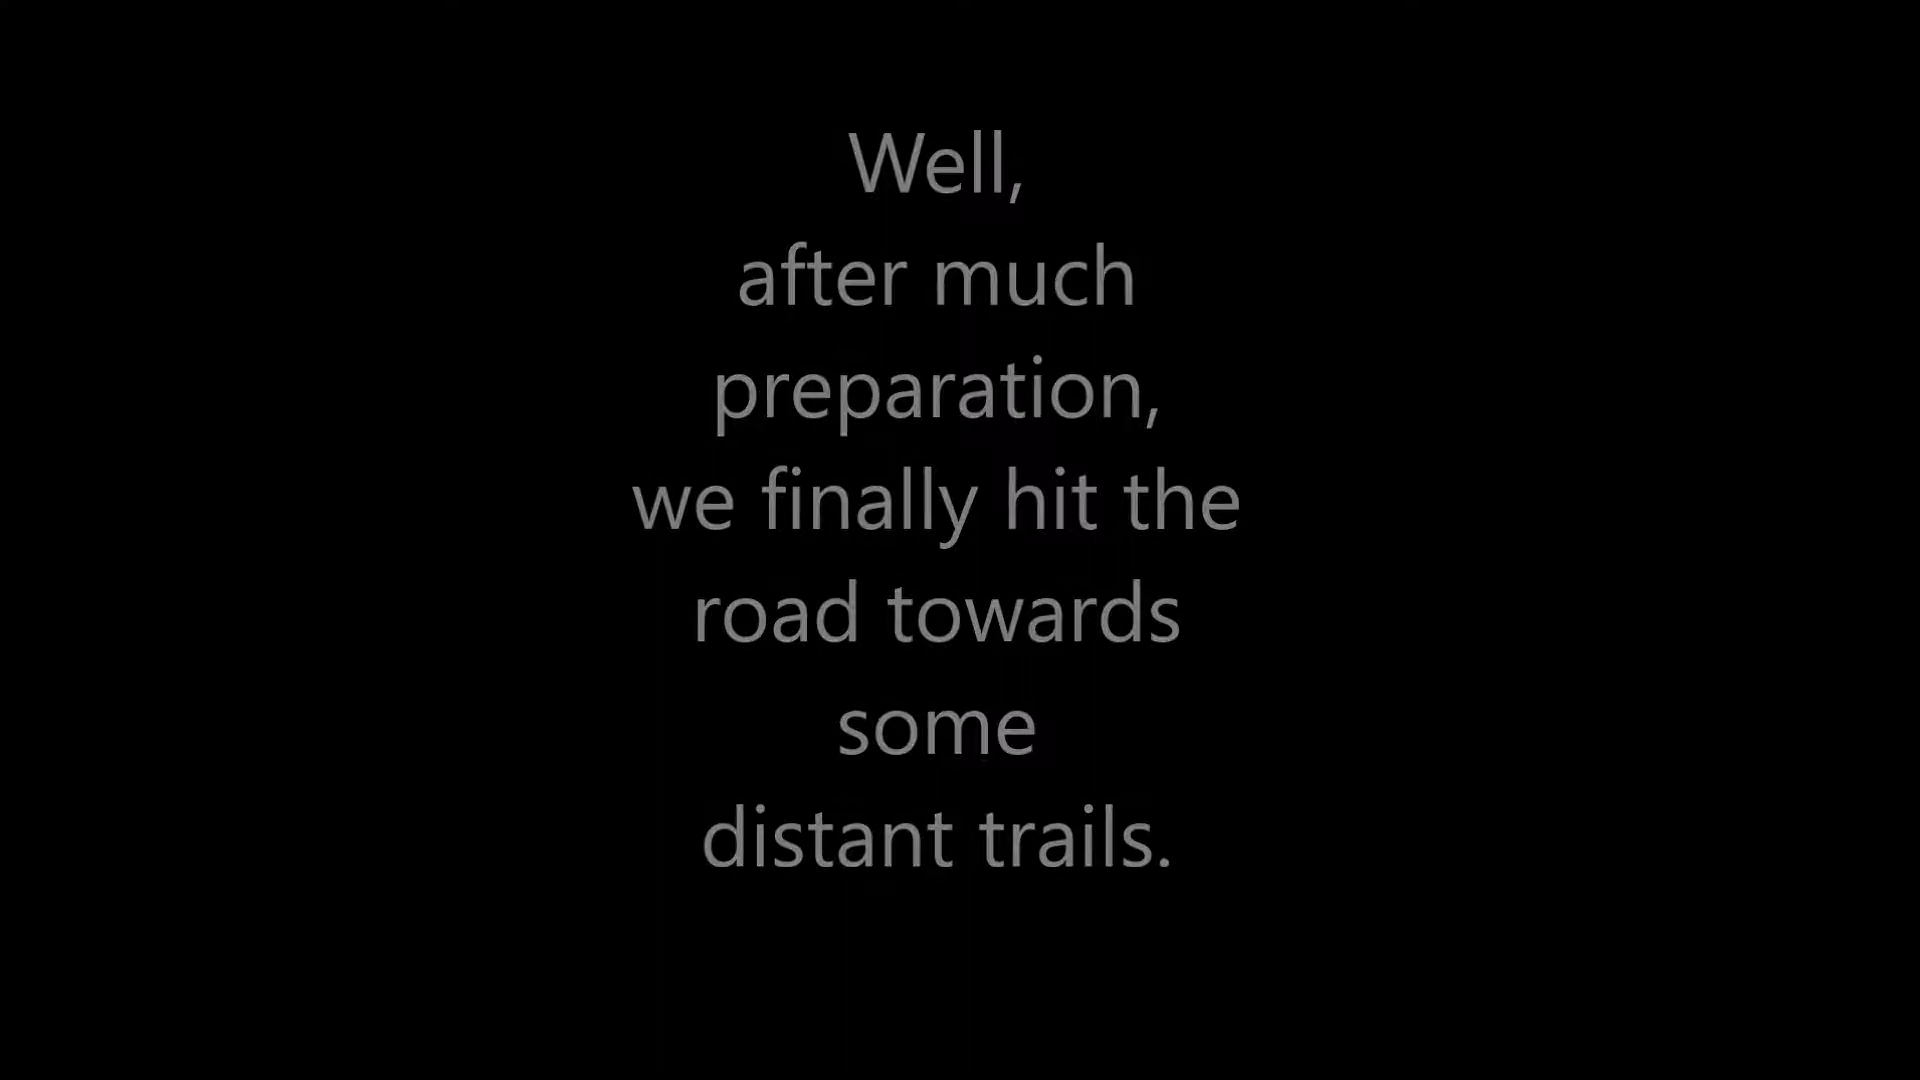 Well,
after much
preparation,
we finally hit the
road towards
some
distant trails.